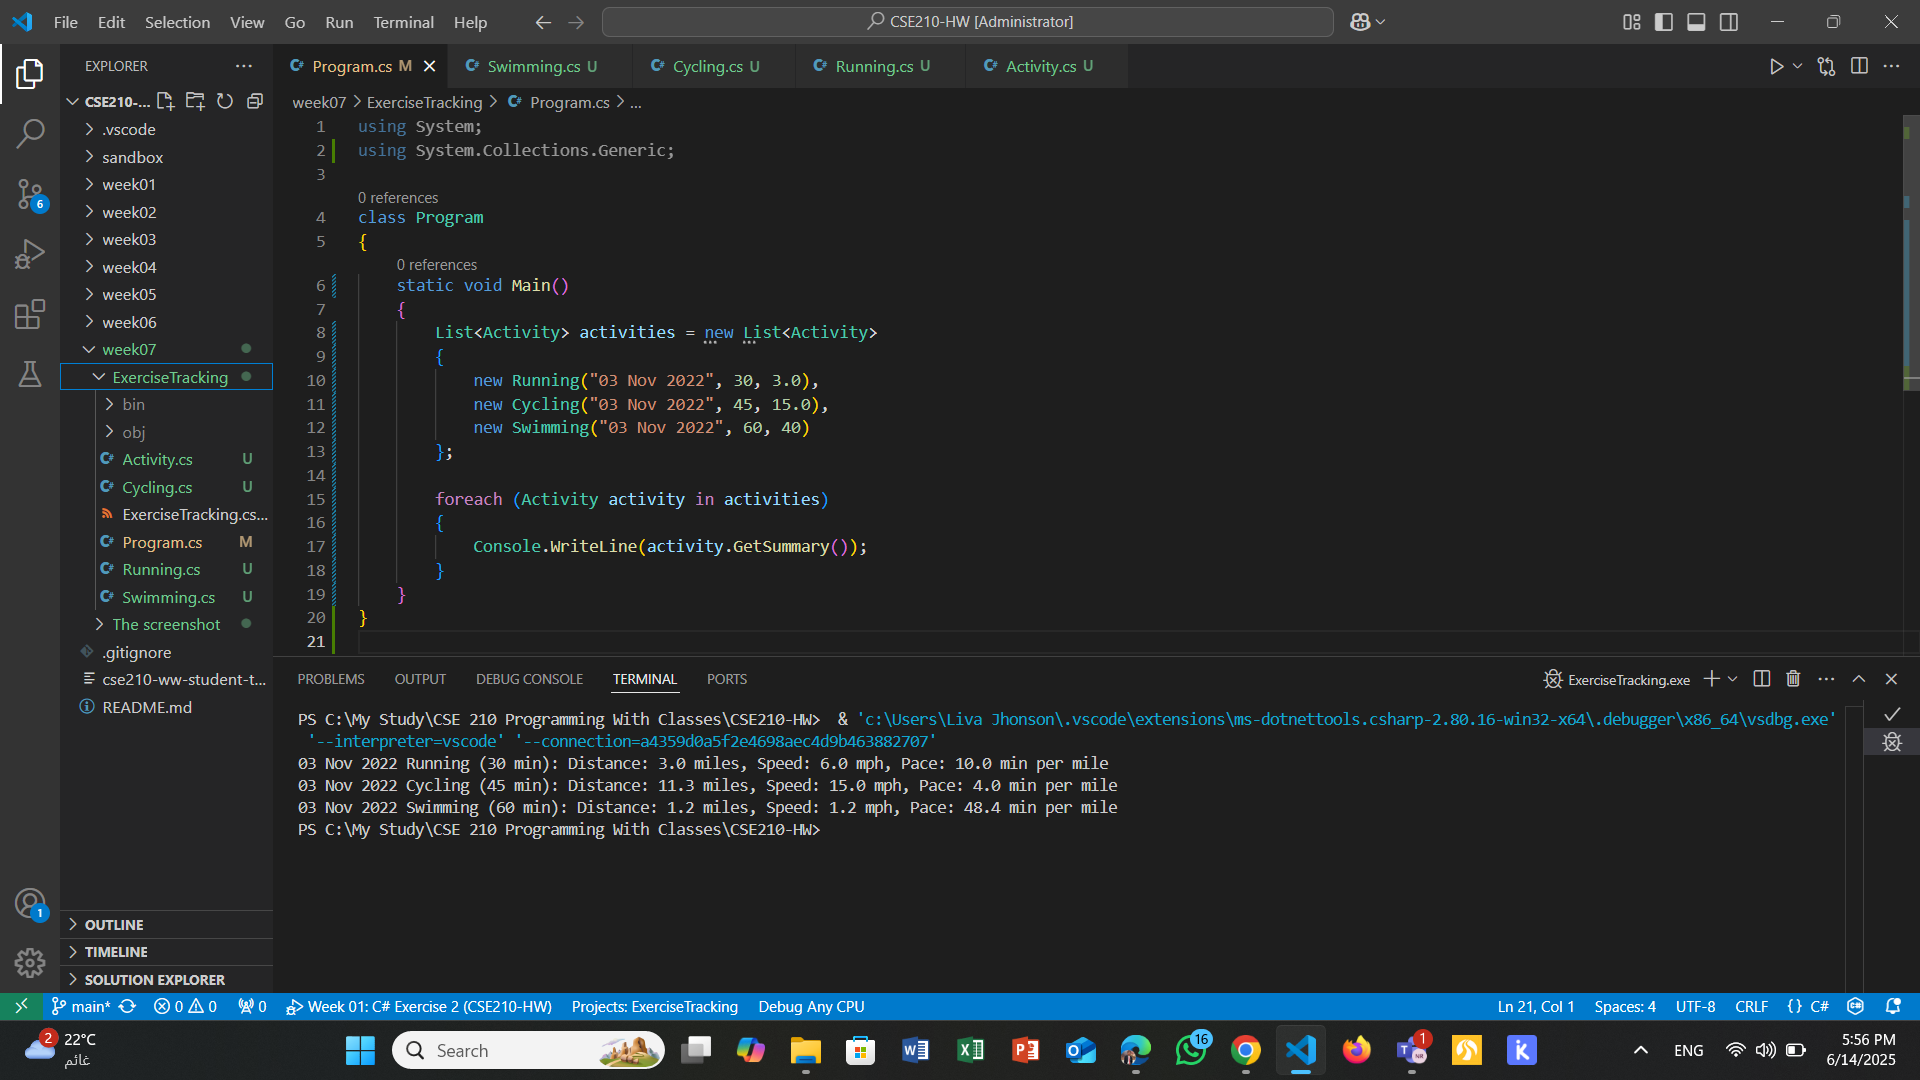 File Edit Selection View Go Run Terminal Help
CSE210-HW [Administrator]
EXPLORER
Program.cs M
Swimming.cs U
Cycling.cs U
Running.cs U
Activity.cs U
CSE210-...
week07 > ExerciseTracking > Program.cs > ...
.vscode
sandbox
week01
week02
week03
week04
week05
week06
week07
ExerciseTracking
bin
obj
Activity.cs U
Cycling.cs U
ExerciseTracking.cs...
Program.cs M
Running.cs U
Swimming.cs U
The screenshot
.gitignore
cse210-ww-student-t...
README.md
OUTLINE
TIMELINE
SOLUTION EXPLORER
6
1
1 using System;
2 using System.Collections.Generic;
3
0 references
4 class Program
5 {
0 references
6 static void Main()
7 {
8 List<Activity> activities = new List<Activity>
9 {
10 new Running("03 Nov 2022", 30, 3.0),
11 new Cycling("03 Nov 2022", 45, 15.0),
12 new Swimming("03 Nov 2022", 60, 40)
13 };
14
15 foreach (Activity activity in activities)
16 {
17 Console.WriteLine(activity.GetSummary());
18 }
19 }
20 }
21
PROBLEMS OUTPUT DEBUG CONSOLE TERMINAL PORTS
ExerciseTracking.exe
PS C:\My Study\CSE 210 Programming With Classes\CSE210-HW> & 'c:\Users\Liva Jhonson\.vscode\extensions\ms-dotnettools.csharp-2.80.16-win32-x64\.debugger\x86_64\vsdbg.exe'
'--interpreter=vscode' '--connection=a4359d0a5f2e4698aec4d9b463882707'
03 Nov 2022 Running (30 min): Distance: 3.0 miles, Speed: 6.0 mph, Pace: 10.0 min per mile
03 Nov 2022 Cycling (45 min): Distance: 11.3 miles, Speed: 15.0 mph, Pace: 4.0 min per mile
03 Nov 2022 Swimming (60 min): Distance: 1.2 miles, Speed: 1.2 mph, Pace: 48.4 min per mile
PS C:\My Study\CSE 210 Programming With Classes\CSE210-HW>
main* 0 0 0 Week 01: C# Exercise 2 (CSE210-HW) Projects: ExerciseTracking Debug Any CPU
Ln 21, Col 1 Spaces: 4 UTF-8 CRLF {} C#
2
22°C
غائم
Search
16
1
ENG
5:56 PM
6/14/2025